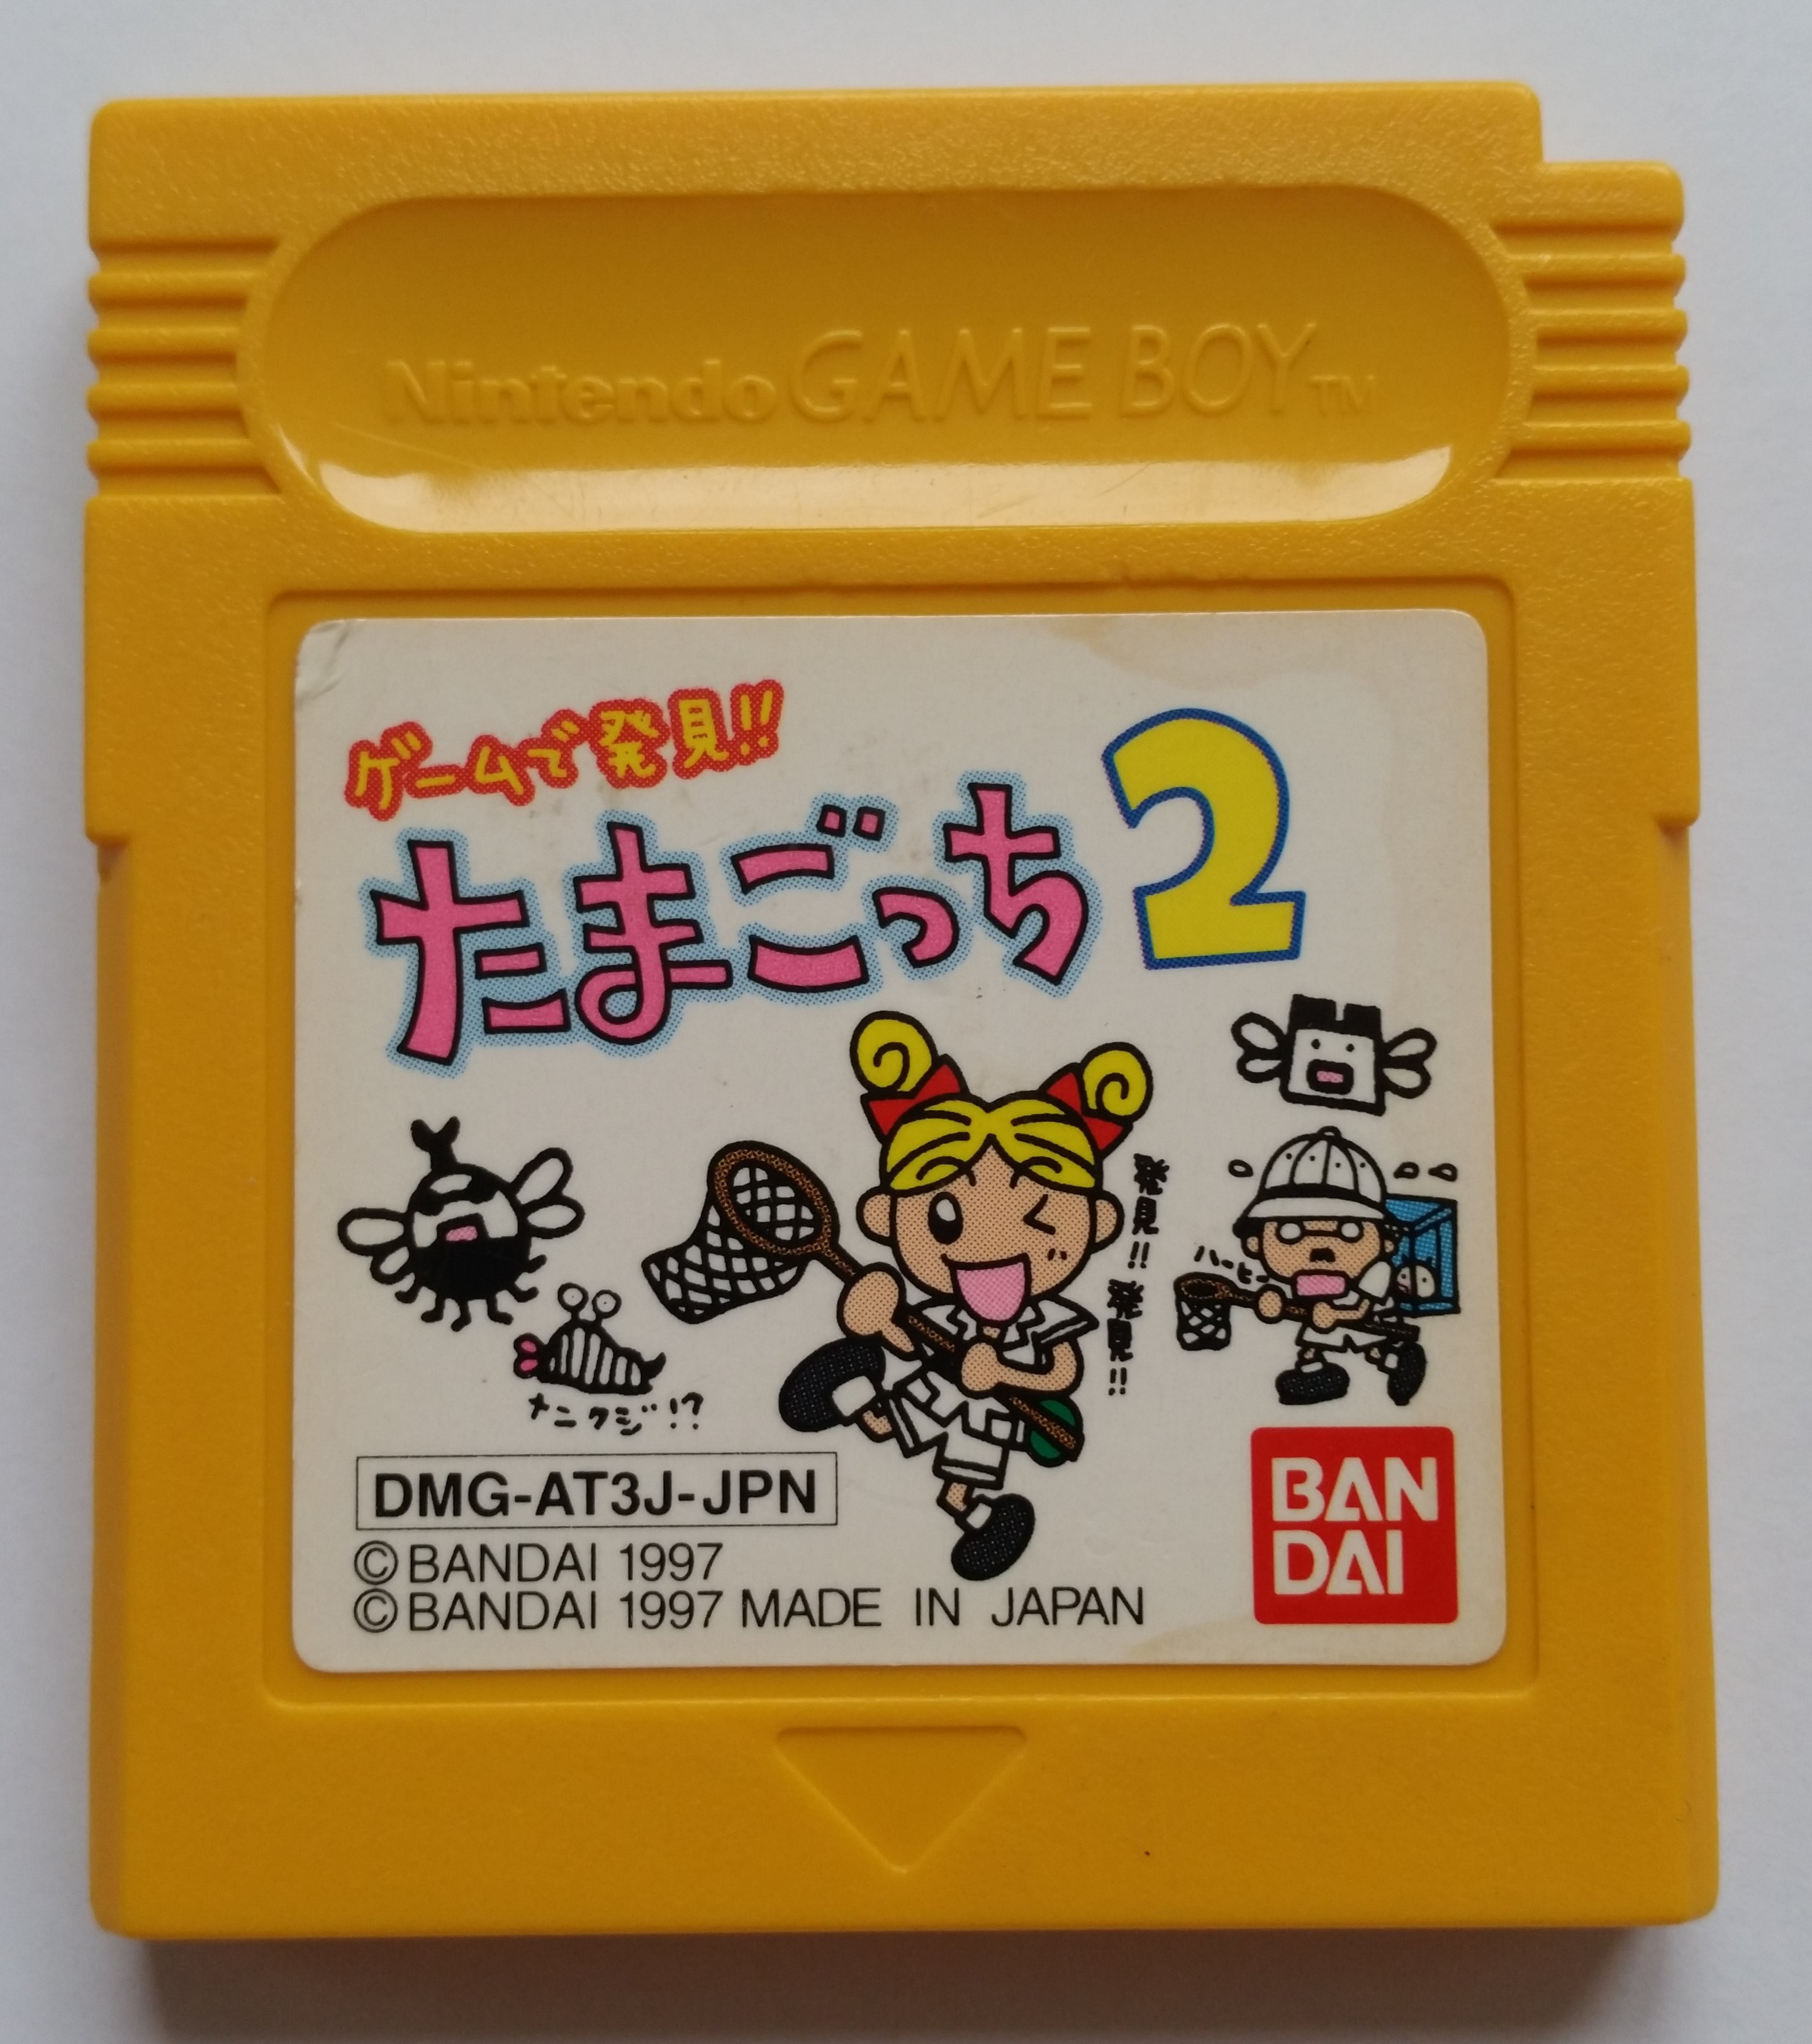 Nintendo GAME BOY TM
ゲームで発見!!
たまごっち2
発見!!
発見!!
ハーヒー
ナニクジ!?
DMG-AT3J-JPN
©BANDAI 1997
©BANDAI 1997 MADE IN JAPAN
BAN
DAI